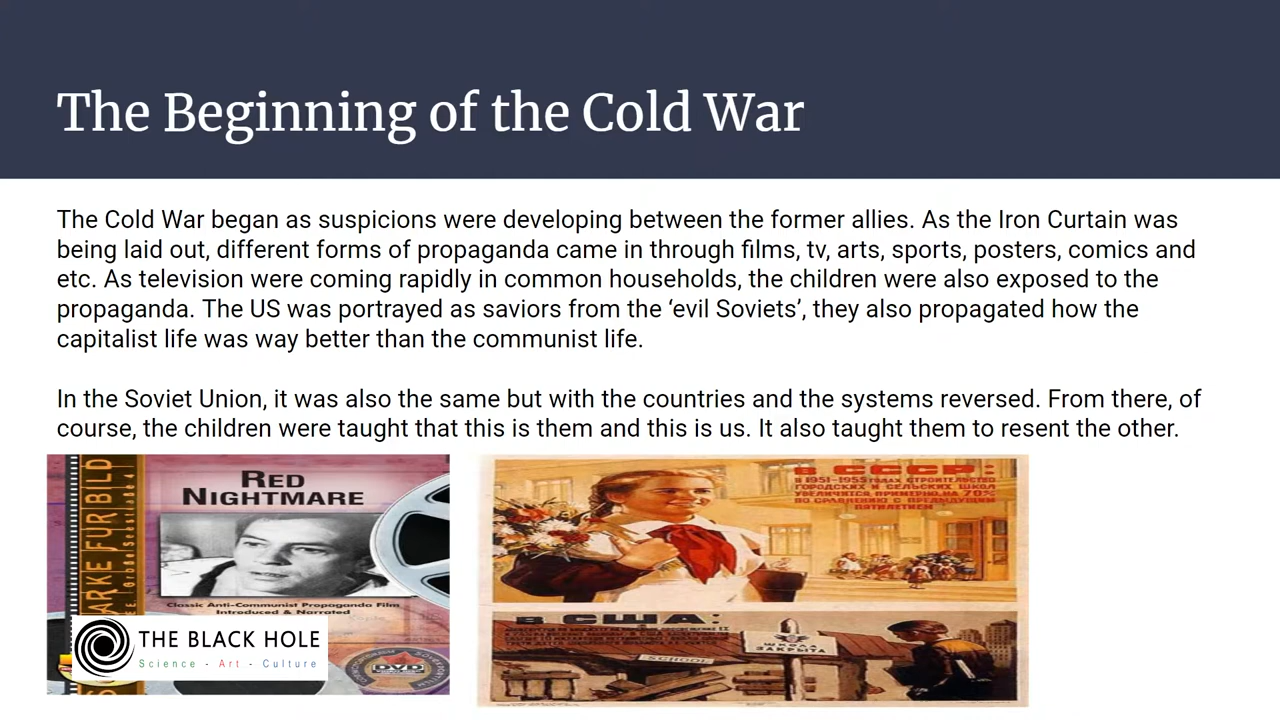 The Beginning of the Cold War
The Cold War began as suspicions were developing between the former allies. As the Iron Curtain was
being laid out, different forms of propaganda came in through films, tv, arts, sports, posters, comics and
etc. As television were coming rapidly in common households, the children were also exposed to the
propaganda. The US was portrayed as saviors from the ‘evil Soviets’, they also propagated how the
capitalist life was way better than the communist life.
In the Soviet Union, it was also the same but with the countries and the systems reversed. From there, of
course, the children were taught that this is them and this is us. It also taught them to resent the other.
RED
NIGHTMARE
Classic Anti-Communist Propaganda Film
Introduced & Narrated
DVD
THE BLACK HOLE
Science - Art - Culture
В СССР:
В 1951-1955 ГОДАХ СТРОИТЕЛЬСТВО
ГОРОДСКИХ И СЕЛЬСКИХ ШКОЛ
УВЕЛИЧИТСЯ, ПРИМЕРНО, НА 70%
ПО СРАВНЕНИЮ С ПРЕДЫДУЩИМ
ПЯТИЛЕТИЕМ
В США:
ШКОЛА
ЗАКРЫТА
SCHOOL